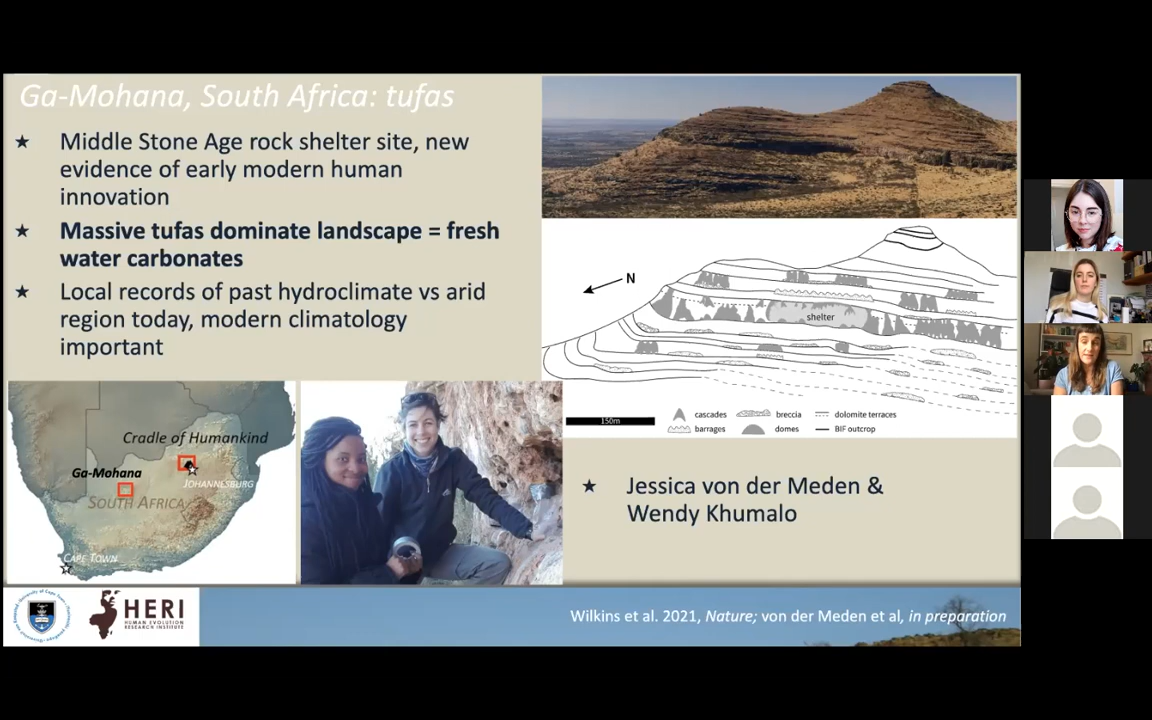 Ga-Mohana, South Africa: tufas
★ Middle Stone Age rock shelter site, new
evidence of early modern human
innovation
★ Massive tufas dominate landscape = fresh
water carbonates
★ Local records of past hydroclimate vs arid
region today, modern climatology
important
N
shelter
150m
cascades
breccia
dolomite terraces
barrages
domes
BIF outcrop
Cradle of Humankind
Ga-Mohana
JOHANNESBURG
SOUTH AFRICA
CAPE TOWN
★ Jessica von der Meden &
Wendy Khumalo
HERI
HUMAN EVOLUTION
RESEARCH INSTITUTE
Wilkins et al. 2021, Nature; von der Meden et al, in preparation